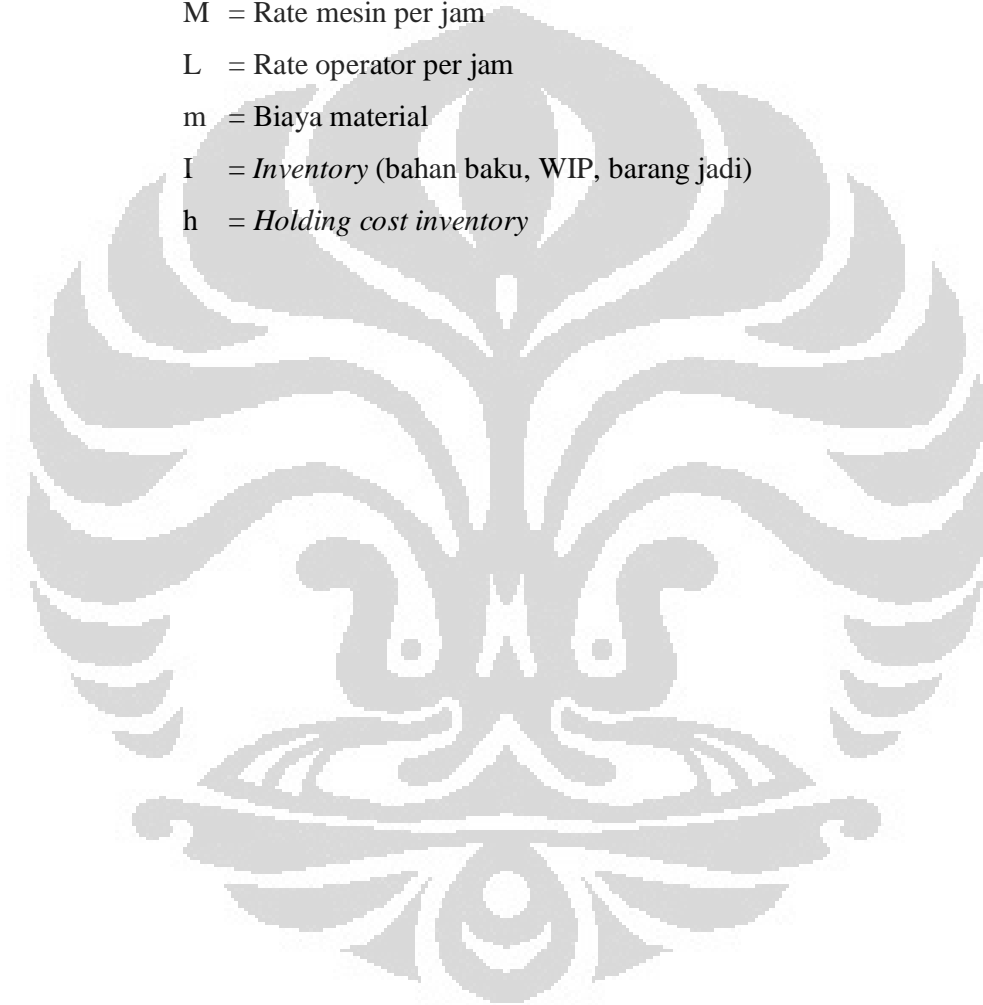 M = Rate mesin per jam
L = Rate operator per jam
m = Biaya material
I = Inventory (bahan baku, WIP, barang jadi)
h = Holding cost inventory